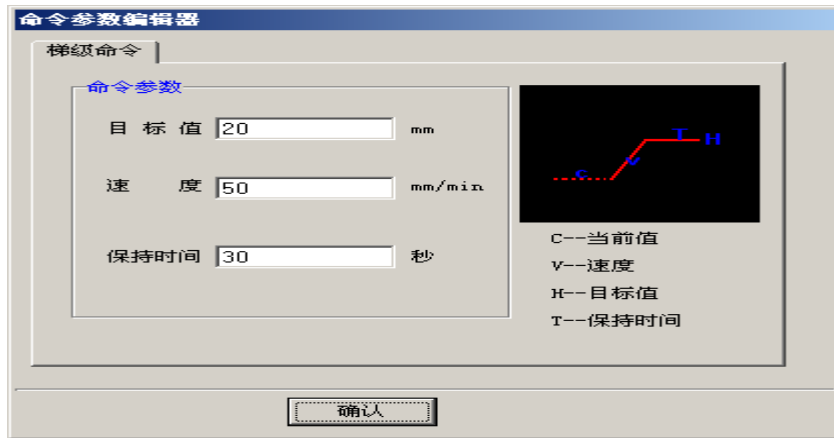 命令参数编辑器
梯级命令
命令参数
目 标 值 20 mm
速 度 50 mm/min
保持时间 30 秒
T H
V
C
C--当前值
V--速度
H--目标值
T--保持时间
确认